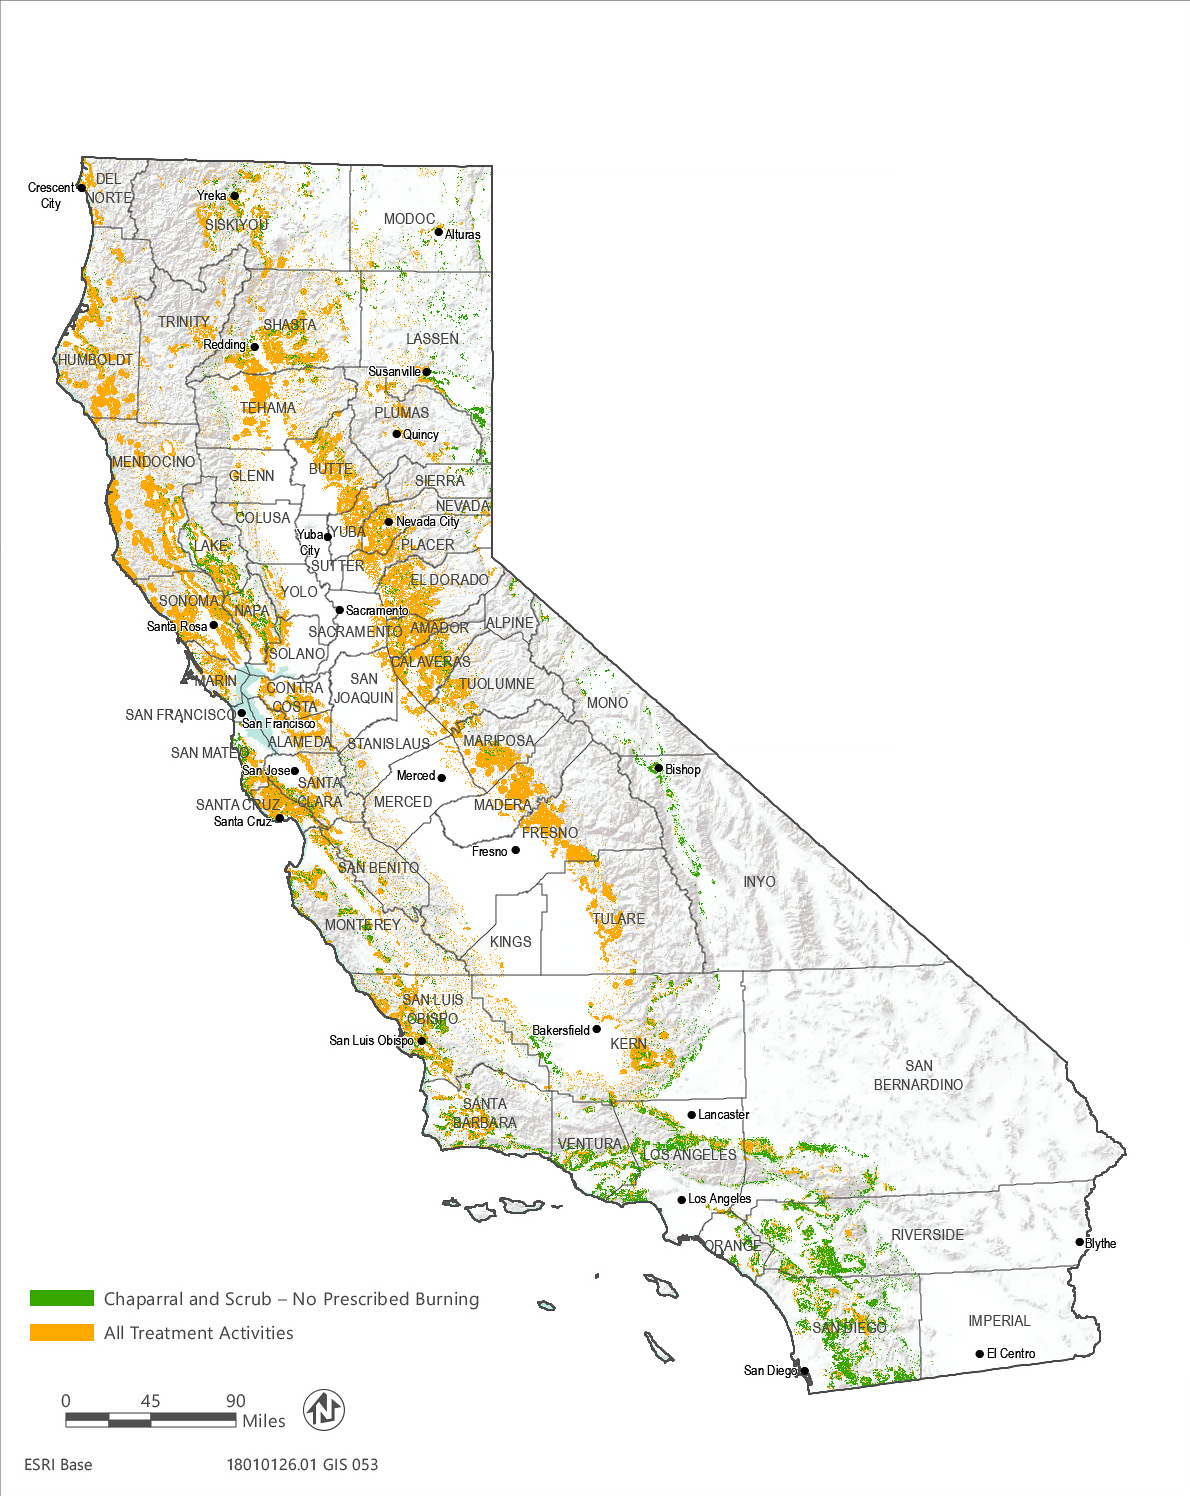 DEL
NORTE
Crescent
City
Yreka
SISKIYOU
MODOC
Alturas
TRINITY
SHASTA
Redding
LASSEN
HUMBOLDT
Susanville
TEHAMA
PLUMAS
Quincy
MENDOCINO
GLENN
BUTTE
SIERRA
NEVADA
COLUSA
Nevada City
Yuba
City
YUBA
LAKE
PLACER
SUTTER
EL DORADO
YOLO
SONOMA
NAPA
Sacramento
Santa Rosa
SACRAMENTO
AMADOR
ALPINE
SOLANO
CALAVERAS
MARIN
CONTRA
COSTA
SAN
JOAQUIN
TUOLUMNE
MONO
SAN FRANCISCO
San Francisco
ALAMEDA
STANISLAUS
MARIPOSA
SAN MATEO
San Jose
Merced
Bishop
SANTA
CLARA
SANTA CRUZ
MERCED
MADERA
Santa Cruz
FRESNO
Fresno
SAN BENITO
INYO
MONTEREY
TULARE
KINGS
SAN LUIS
OBISPO
San Luis Obispo
Bakersfield
KERN
SAN
BERNARDINO
SANTA
BARBARA
Lancaster
VENTURA
LOS ANGELES
Los Angeles
ORANGE
RIVERSIDE
Blythe
SAN DIEGO
IMPERIAL
El Centro
San Diego
Chaparral and Scrub – No Prescribed Burning
All Treatment Activities
0 45 90
Miles
N
ESRI Base 18010126.01 GIS 053